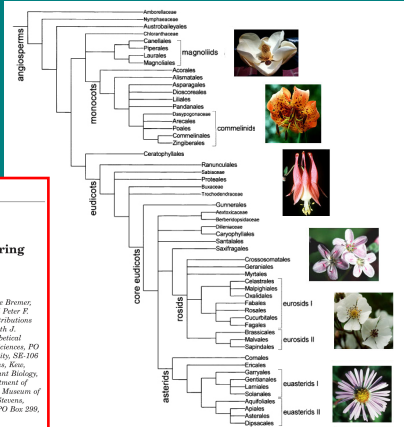 angiosperms
Amborellaceae
Nymphaeaceae
Austrobaileyales
Chloranthaceae
Canellales
Piperales
Laurales
Magnoliales
magnoliids
monocots
Acorales
Alismatales
Asparagales
Dioscoreales
Liliales
Pandanales
Dasypogonaceae
Arecales
Poales
Commelinales
Zingiberales
commelinids
Ceratophyllales
eudicots
Ranunculales
Sabiaceae
Proteales
Buxaceae
Trochodendraceae
core eudicots
Gunnerales
Aextoxicaceae
Berberidopsidaceae
Dilleniaceae
Caryophyllales
Santalales
Saxifragales
rosids
Crossosomatales
Geraniales
Myrtales
Celastrales
Malpighiales
Oxalidales
Fabales
Rosales
Cucurbitales
Fagales
eurosids I
Brassicales
Malvales
Sapindales
eurosids II
asterids
Cornales
Ericales
Garryales
Gentianales
Lamiales
Solanales
euasterids I
Aquifoliales
Apiales
Asterales
Dipsacales
euasterids II
ring
e Bremer,
Peter F.
tributions
th J.
betical
ciences, PO
ity, SE-106
ns, Kew,
ant Biology,
tment of
Museum of
Stevens,
PO Box 299,